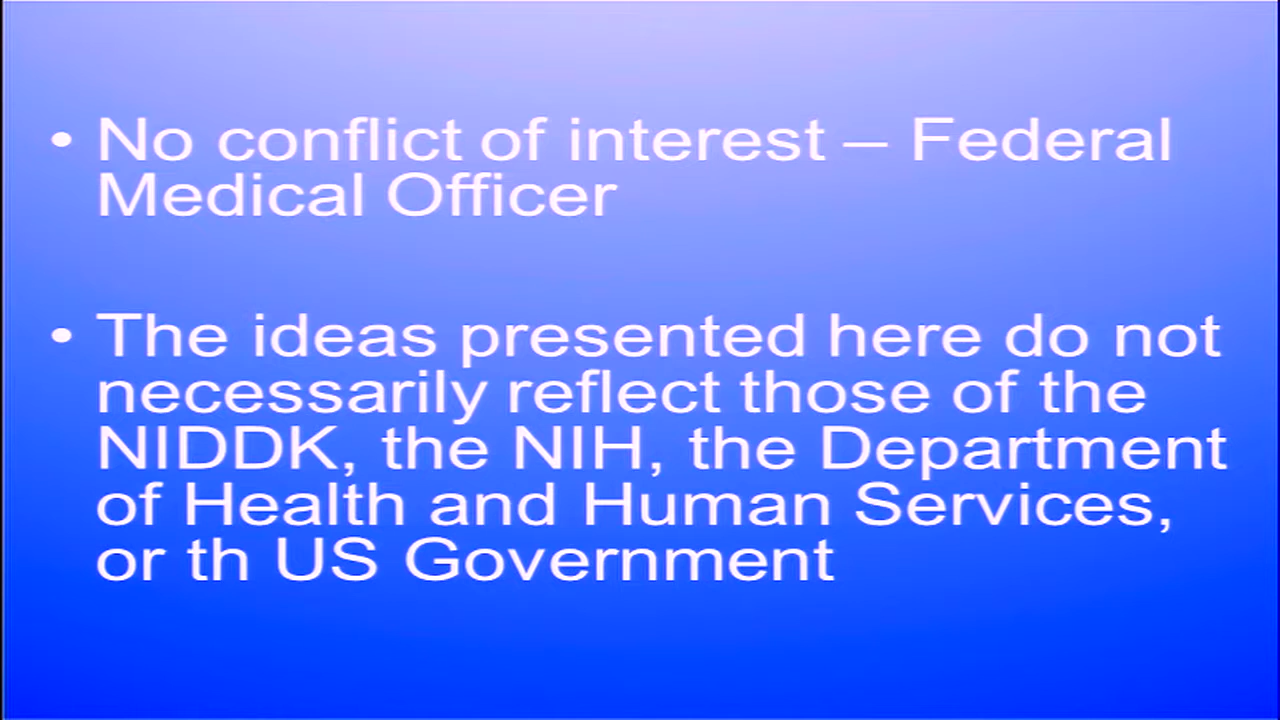 • No conflict of interest – Federal
Medical Officer
• The ideas presented here do not
necessarily reflect those of the
NIDDK, the NIH, the Department
of Health and Human Services,
or th US Government